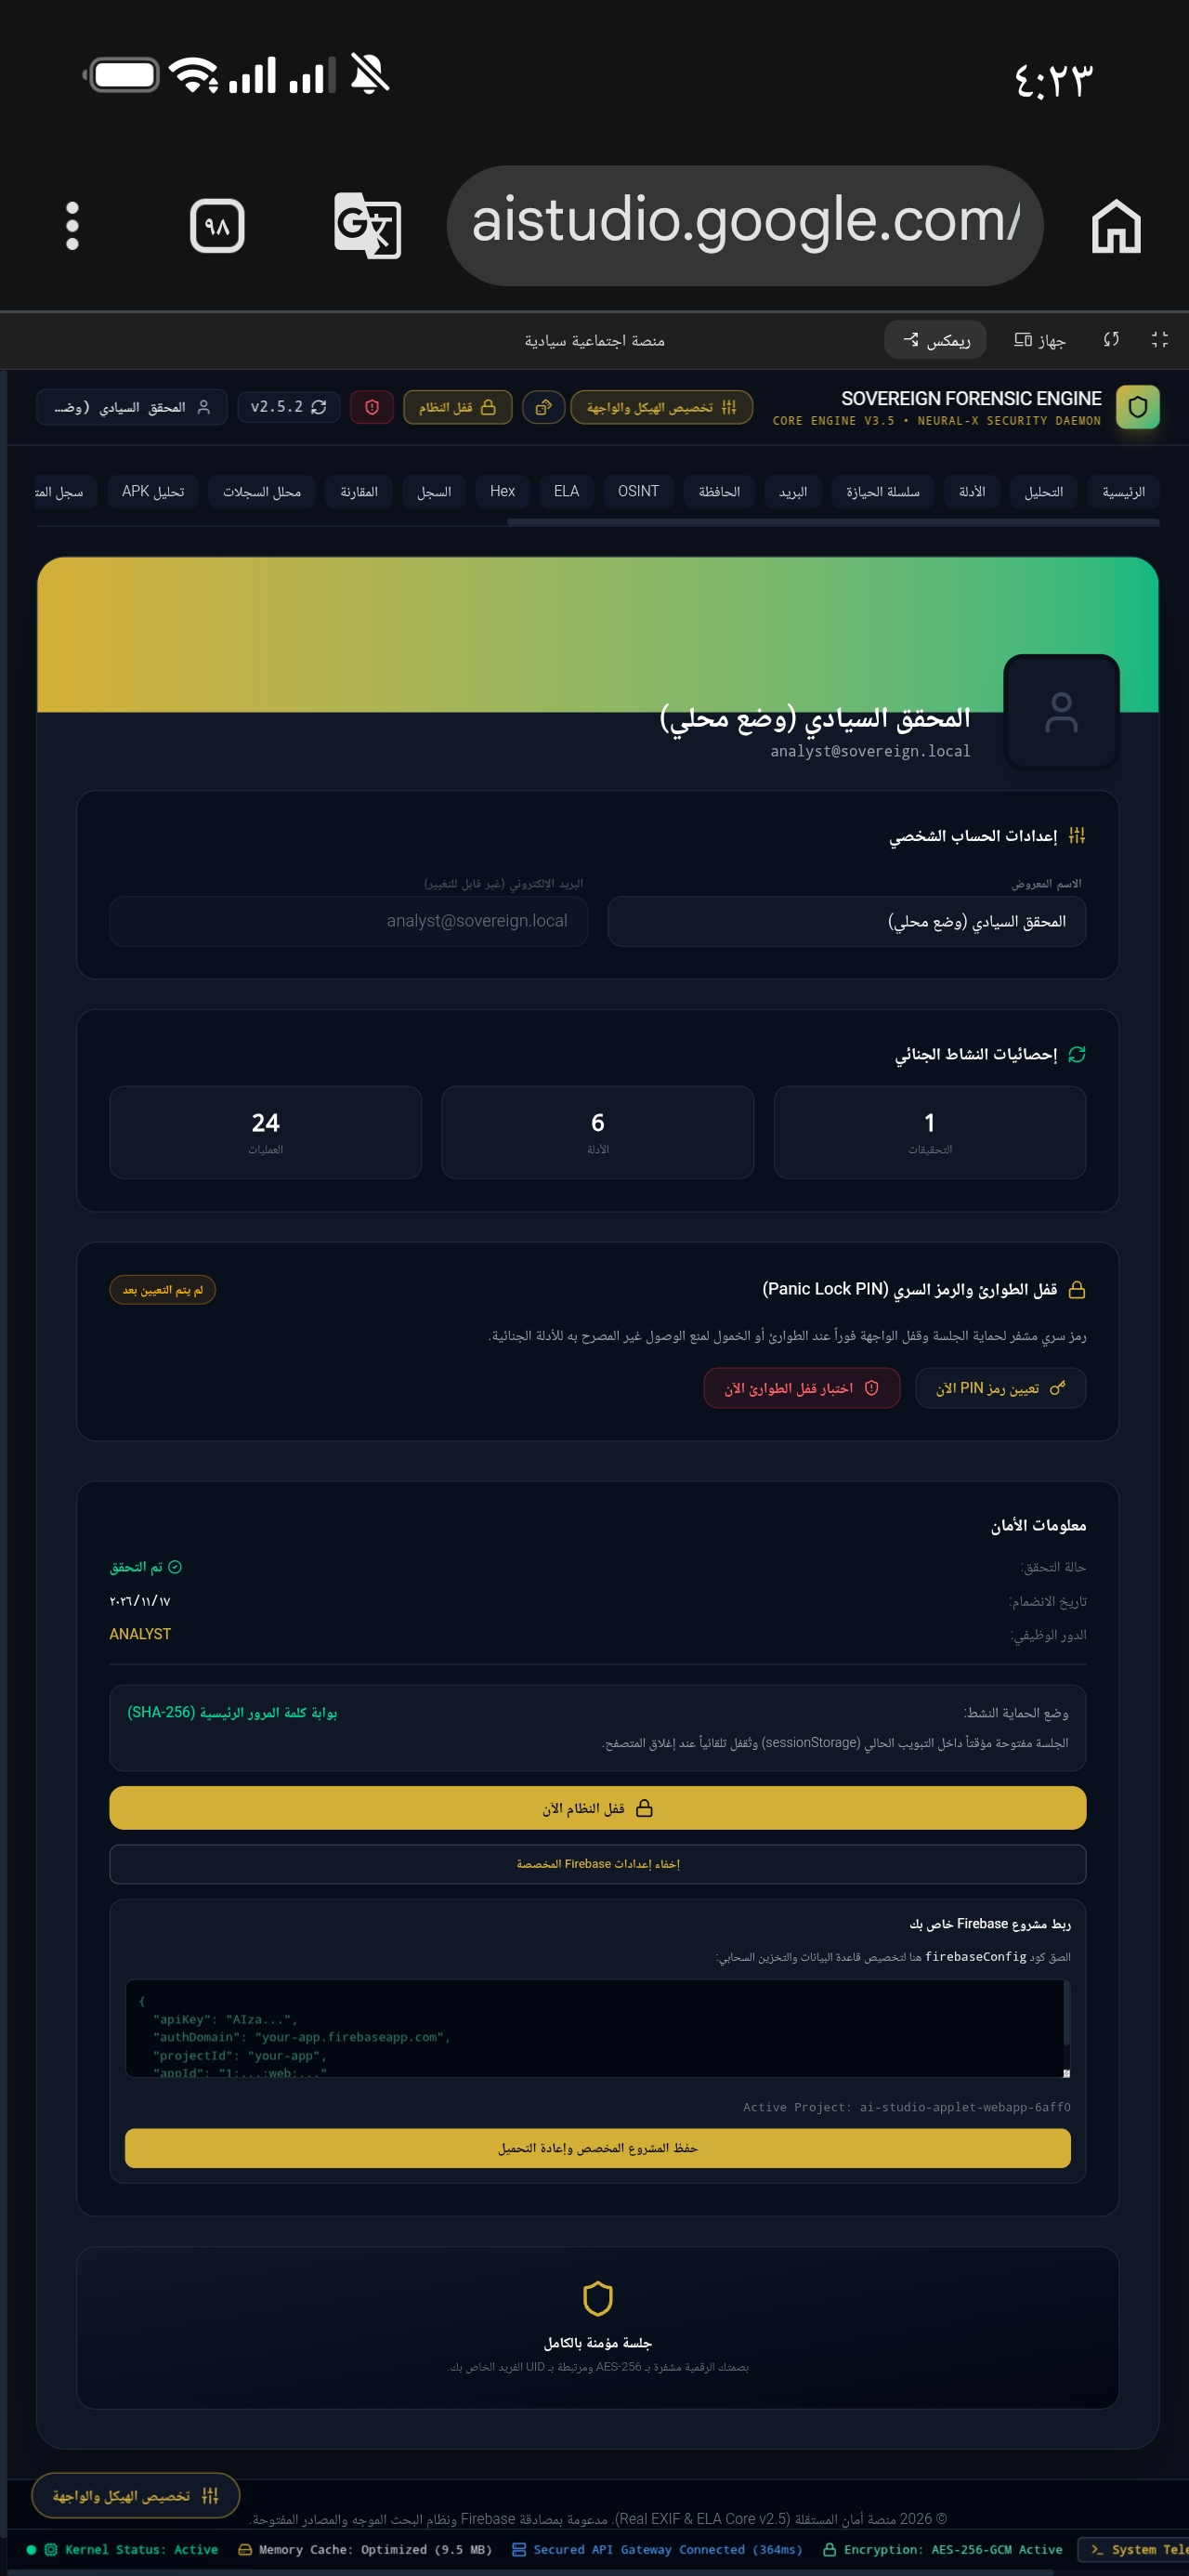 ٤:٢٣
aistudio.google.com/
٩٨
منصة اجتماعية سيادية
ريمكس
جهاز
SOVEREIGN FORENSIC ENGINE
CORE ENGINE V3.5 • NEURAL-X SECURITY DAEMON
تخصيص الهيكل والواجهة
قفل النظام
v2.5.2
المحقق السيادي (وضـ...
الرئيسية
التحليل
الأدلة
سلسلة الحيازة
البريد
الحافظة
OSINT
ELA
Hex
السجل
المقارنة
محلل السجلات
تحليل APK
سجل
المحقق السيادي (وضع محلي)
analyst@sovereign.local
إعدادات الحساب الشخصي
الاسم المعروض
البريد الإلكتروني (غير قابل للتغيير)
المحقق السيادي (وضع محلي)
analyst@sovereign.local
إحصائيات النشاط الجنائي
1
التحقيقات
6
الأدلة
24
العمليات
قفل الطوارئ والرمز السري (Panic Lock PIN)
لم يتم التعيين بعد
رمز سري مشفر لحماية الجلسة وقفل الواجهة فوراً عند الطوارئ أو الخمول لمنع الوصول غير المصرح به للأدلة الجنائية.
تعيين رمز PIN الآن
اختبار قفل الطوارئ الآن
معلومات الأمان
حالة التحقق:
تم التحقق
تاريخ الانضمام:
٢٠٢٦/١١/١٧
الدور الوظيفي:
ANALYST
وضع الحماية النشط:
بوابة كلمة المرور الرئيسية (SHA-256)
الجلسة مفتوحة مؤقتاً داخل التبويب الحالي (sessionStorage) وتُقفل تلقائياً عند إغلاق المتصفح.
قفل النظام الآن
إخفاء إعدادات Firebase المخصصة
ربط مشروع Firebase خاص بك
الصق كود firebaseConfig هنا لتخصيص قاعدة البيانات والتخزين السحابي:
{
"apiKey": "AIza...",
"authDomain": "your-app.firebaseapp.com",
"projectId": "your-app",
"appId": "1:...:web:..."
Active Project: ai-studio-applet-webapp-6aff0
حفظ المشروع المخصص وإعادة التحميل
جلسة مؤمنة بالكامل
بصمتك الرقمية مشفرة بـ AES-256 ومرتبطة بـ UID الفريد الخاص بك.
تخصيص الهيكل والواجهة
© 2026 منصة أمان المستقلة (Real EXIF & ELA Core v2.5). مدعومة بمصادقة Firebase ونظام البحث الموجه والمصادر المفتوحة.
Kernel Status: Active
Memory Cache: Optimized (9.5 MB)
Secured API Gateway Connected (364ms)
Encryption: AES-256-GCM Active
System